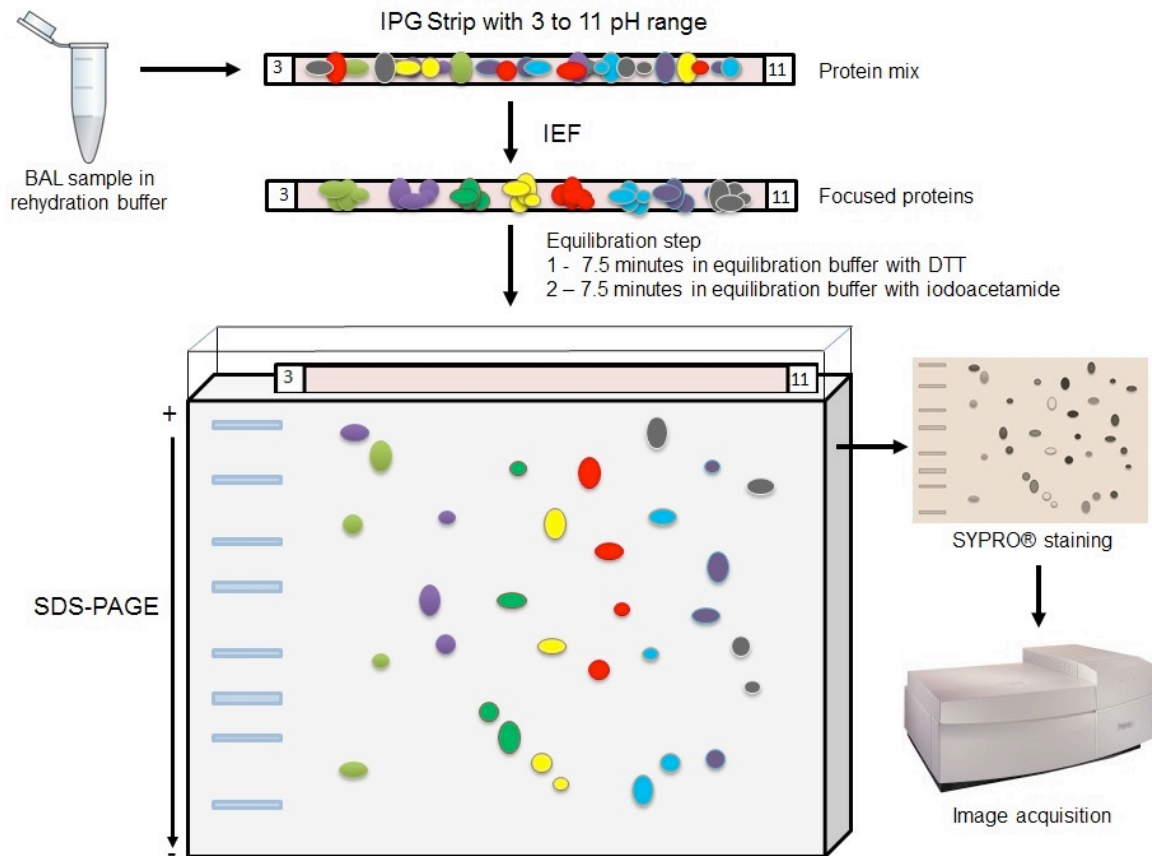 IPG Strip with 3 to 11 pH range
3
11
Protein mix
IEF
BAL sample in
rehydration buffer
3
11
Focused proteins
Equilibration step
1 - 7.5 minutes in equilibration buffer with DTT
2 – 7.5 minutes in equilibration buffer with iodoacetamide
3
11
+
SDS-PAGE
-
SYPRO® staining
Image acquisition